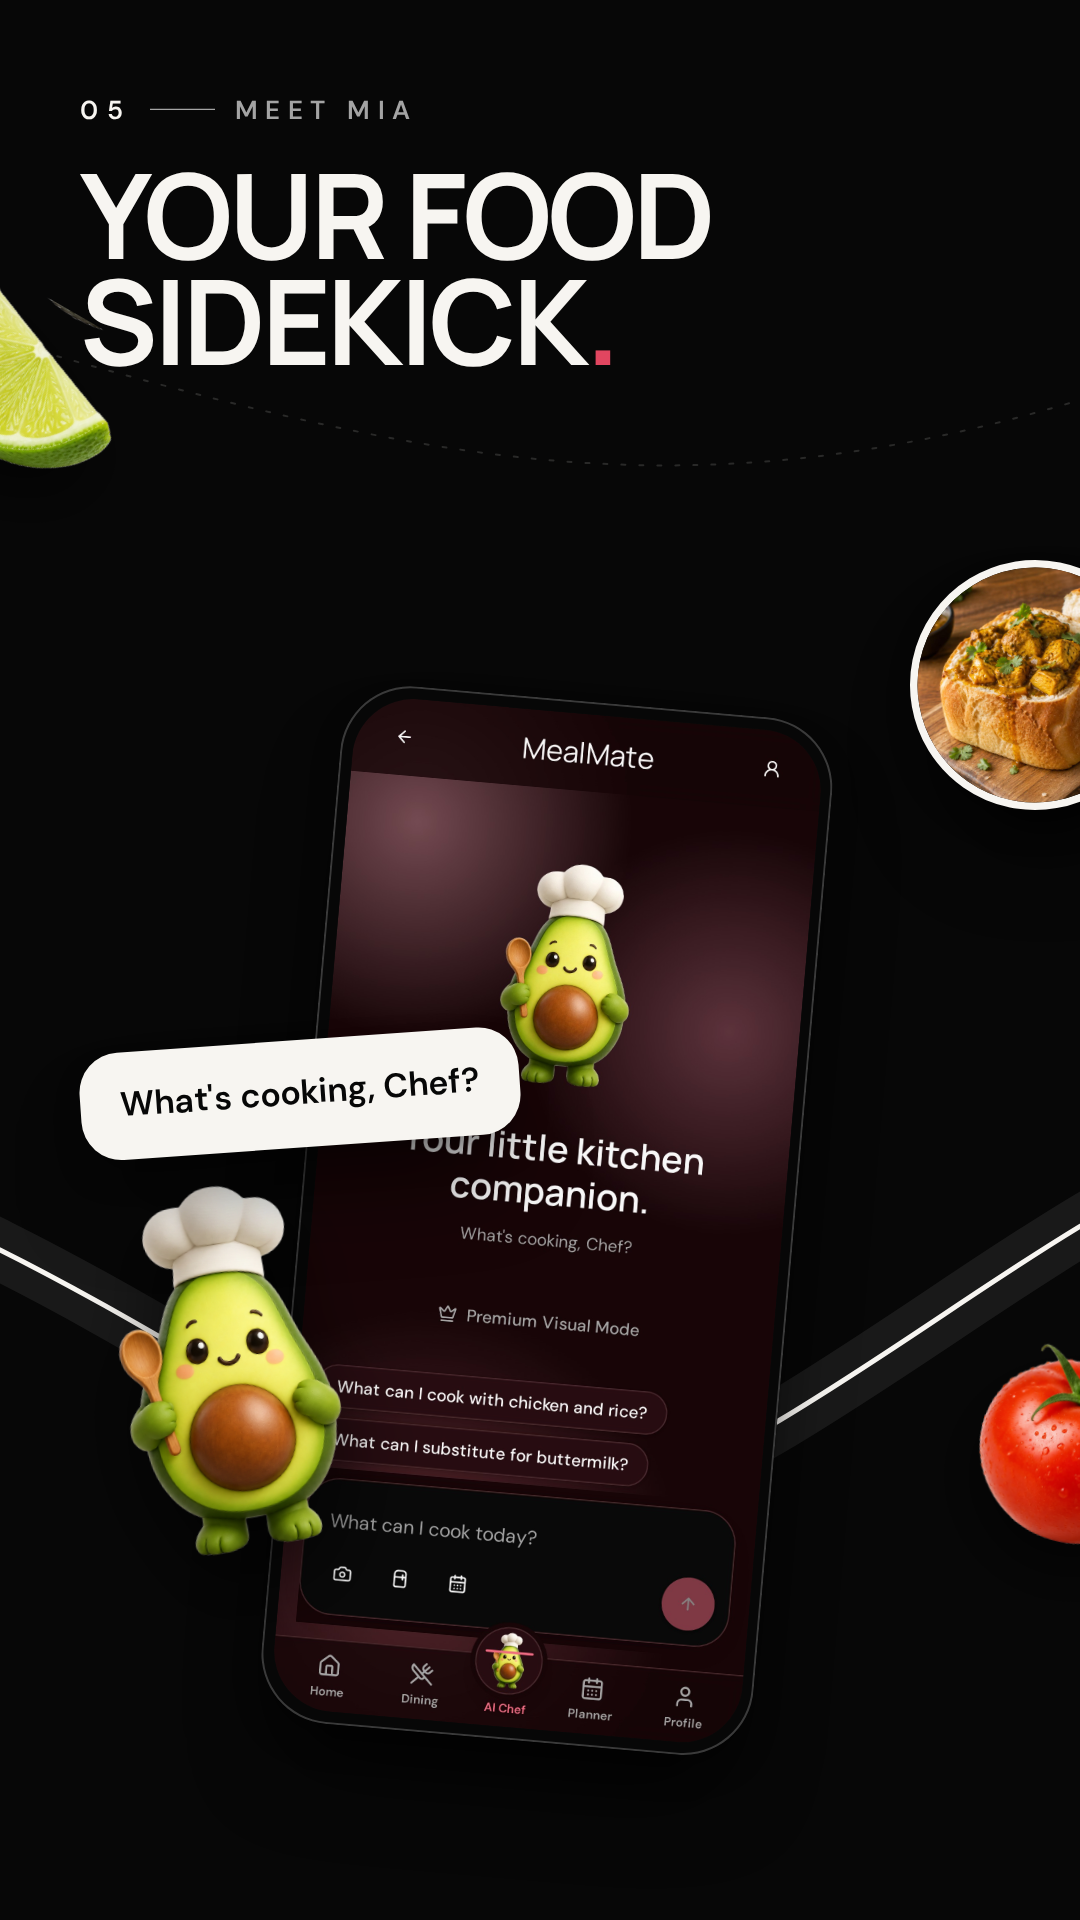 05 MEET MIA
YOUR FOOD
SIDEKICK.
MealMate
What's cooking, Chef?
Your little kitchen
companion.
What's cooking, Chef?
Premium Visual Mode
What can I cook with chicken and rice?
What can I substitute for buttermilk?
What can I cook today?
Home
Dining
AI Chef
Planner
Profile